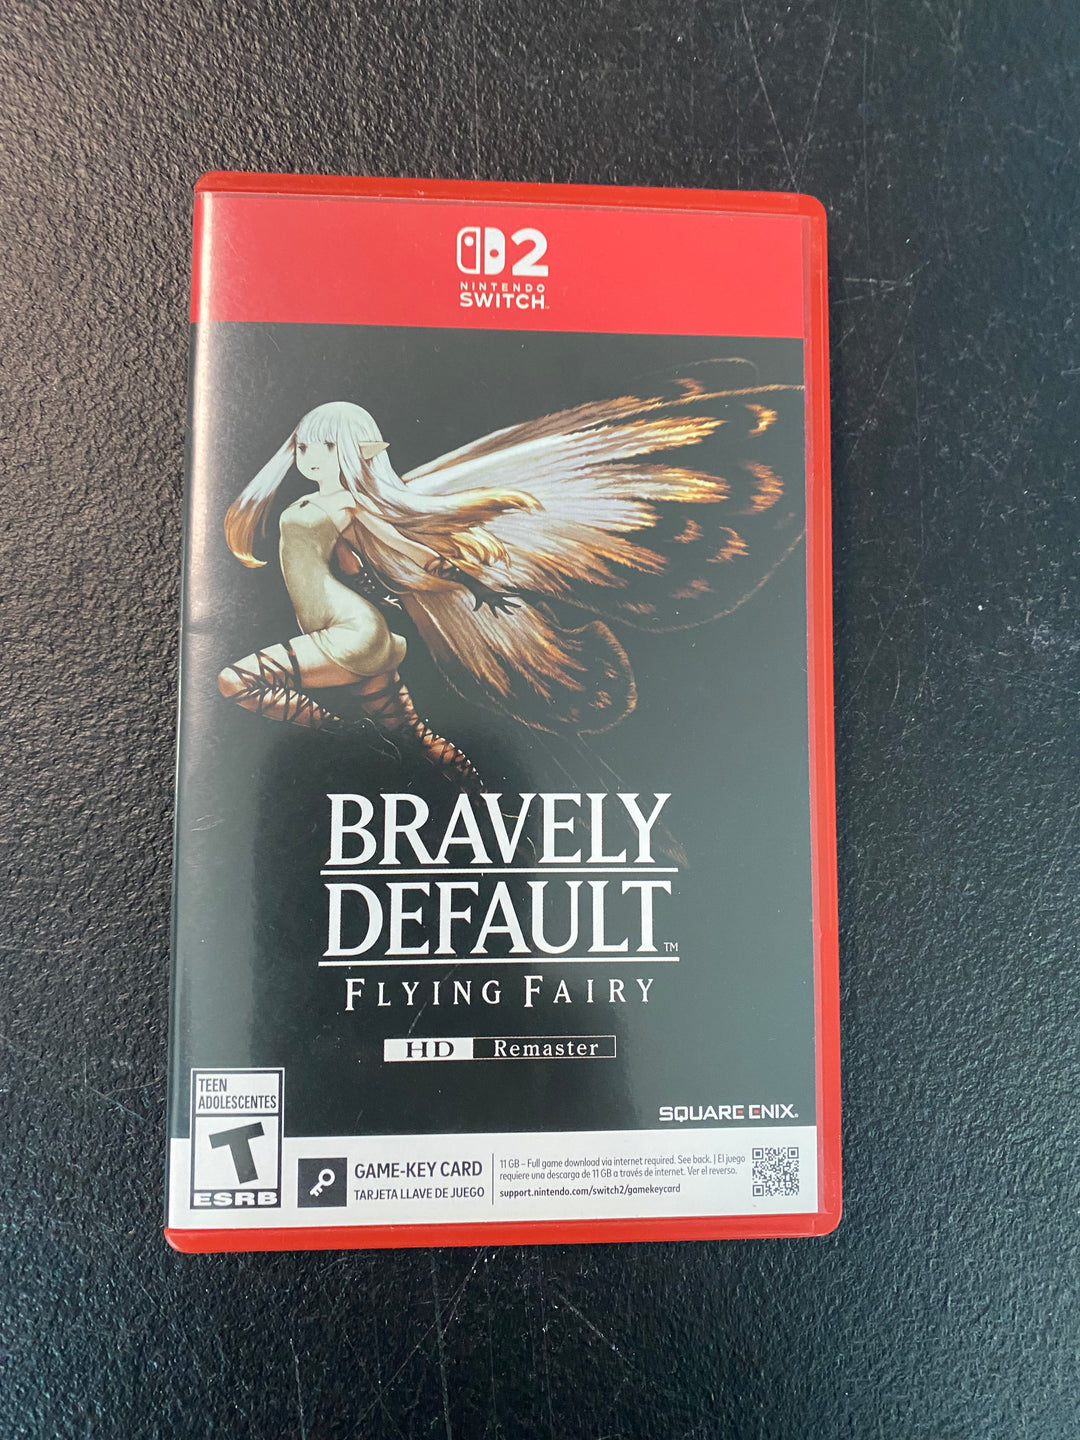 2
NINTENDO
SWITCH™
BRAVELY
DEFAULT™
FLYING FAIRY
HD Remaster
SQUARE ENIX®
TEEN
ADOLESCENTES
T
ESRB
GAME-KEY CARD
TARJETA LLAVE DE JUEGO
11 GB – Full game download via internet required. See back. | El juego
requiere una descarga de 11 GB a través de internet. Ver el reverso.
support.nintendo.com/switch2/gamekeycard